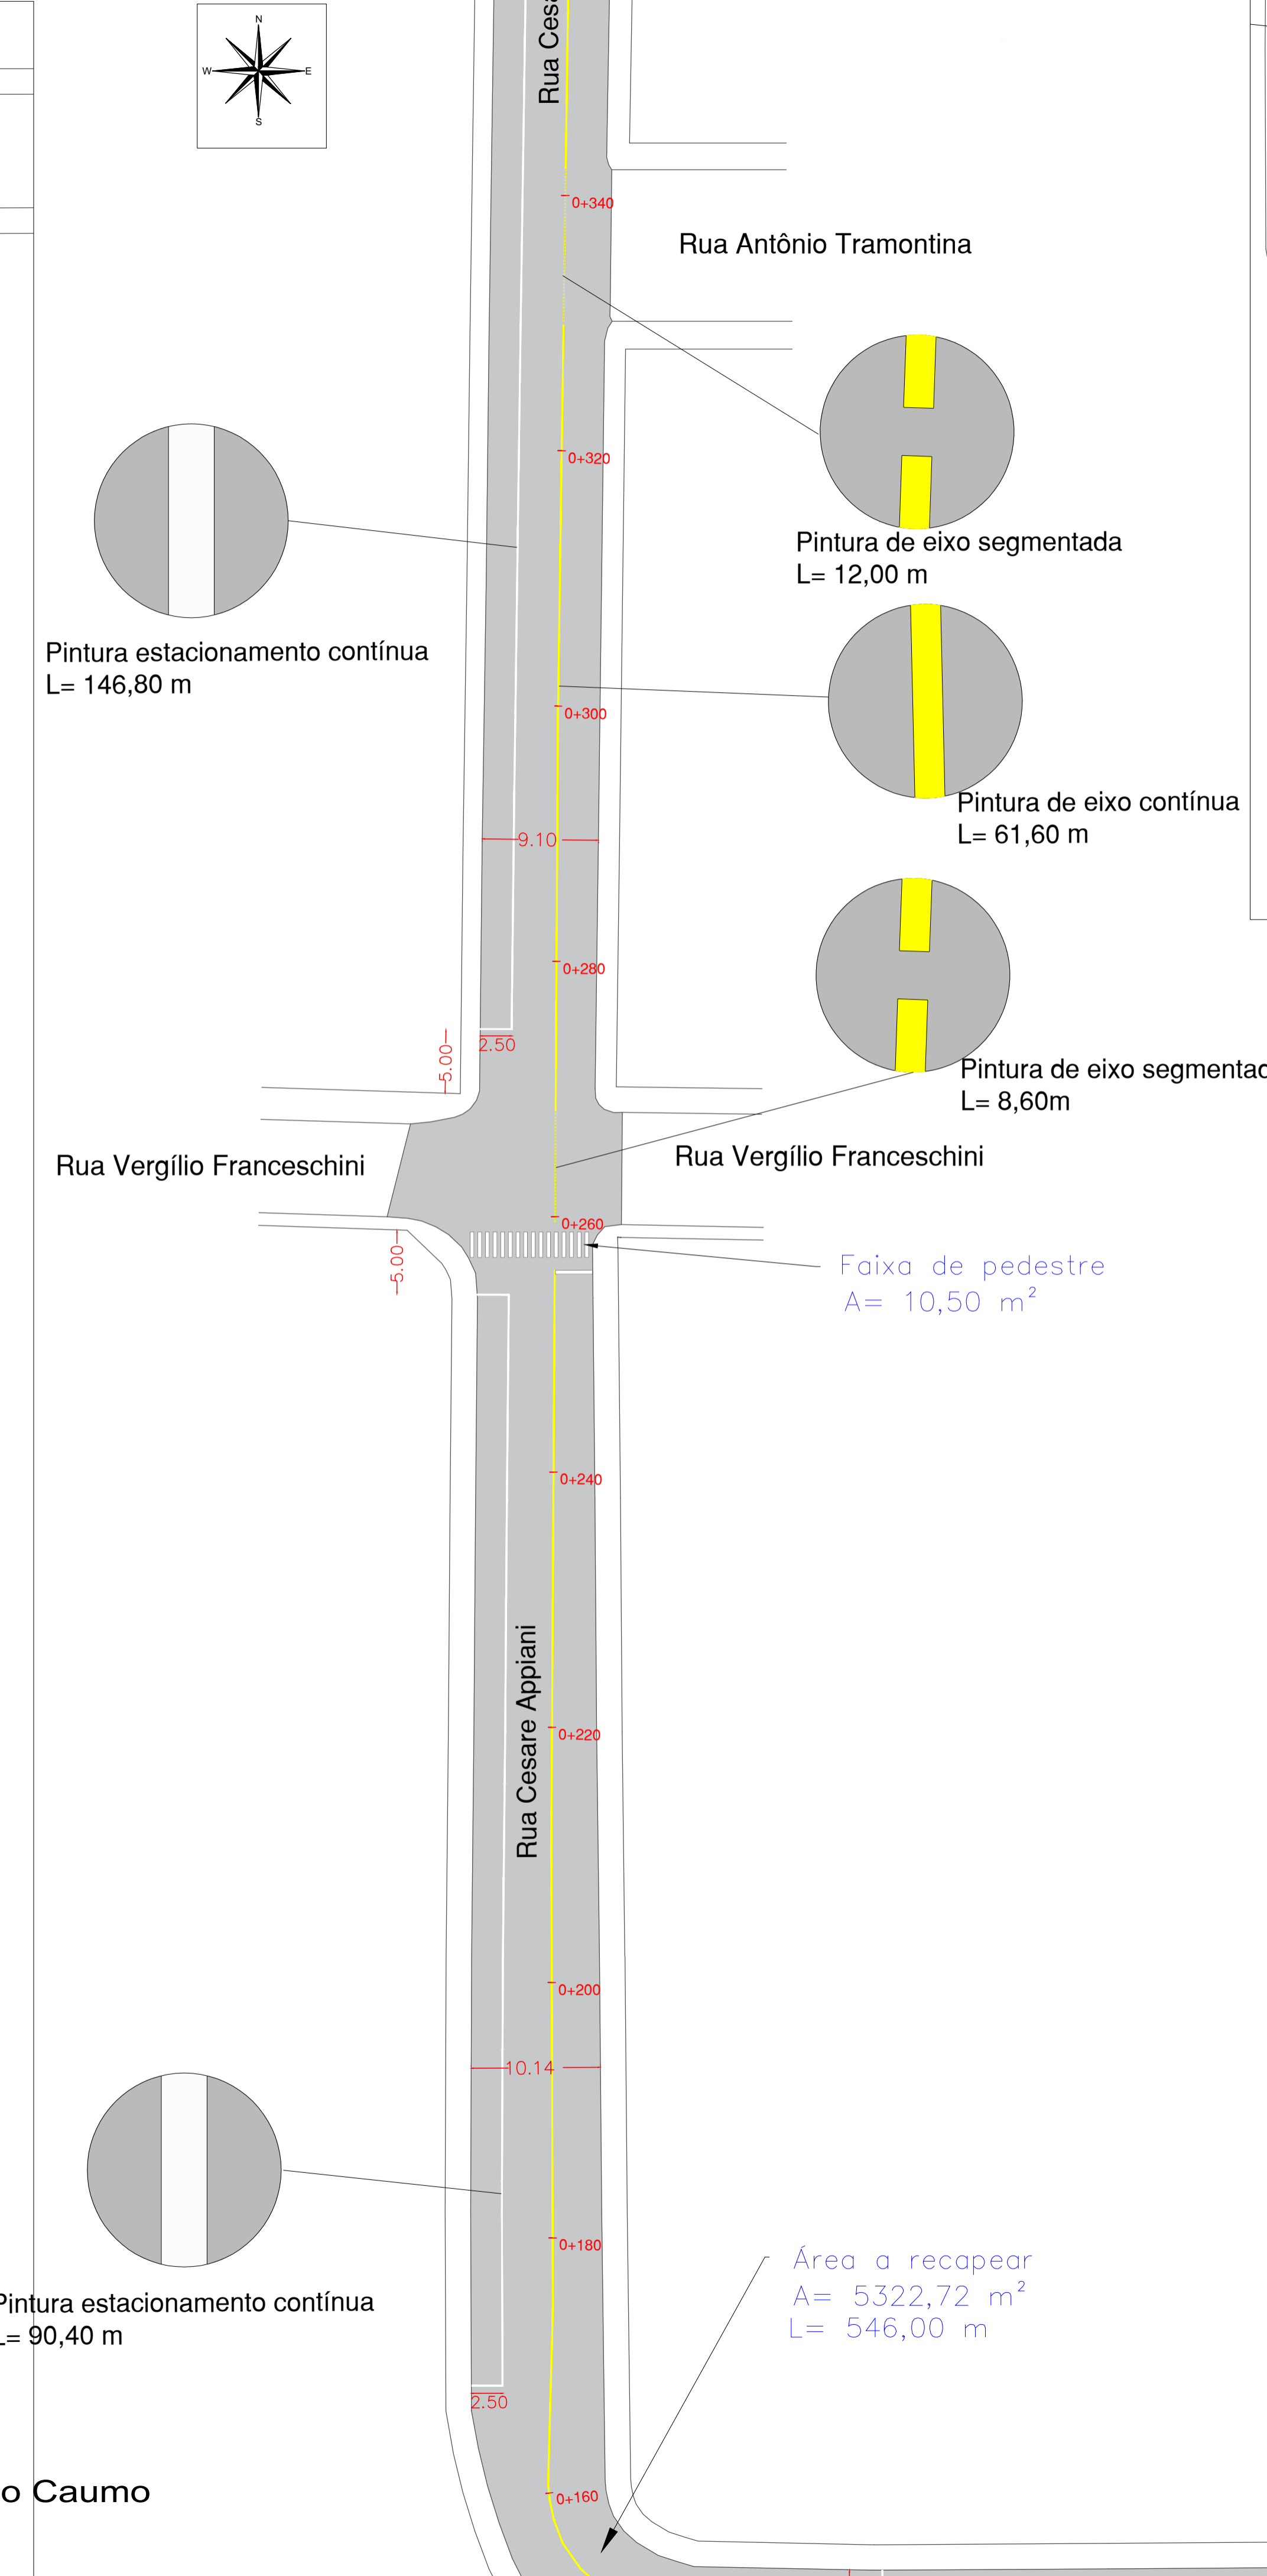 N
W
E
S
Rua Cesa
0+340
Rua Antônio Tramontina
0+320
Pintura de eixo segmentada
L= 12,00 m
Pintura estacionamento contínua
L= 146,80 m
0+300
Pintura de eixo contínua
L= 61,60 m
9.10
0+280
5.00
2.50
Pintura de eixo segmentad
L= 8,60m
Rua Vergílio Franceschini
Rua Vergílio Franceschini
0+260
5.00
Faixa de pedestre
A= 10,50 m²
0+240
Rua Cesare Appiani
0+220
0+200
10.14
0+180
Área a recapear
A= 5322,72 m²
L= 546,00 m
Pintura estacionamento contínua
L= 90,40 m
2.50
o Caumo
0+160